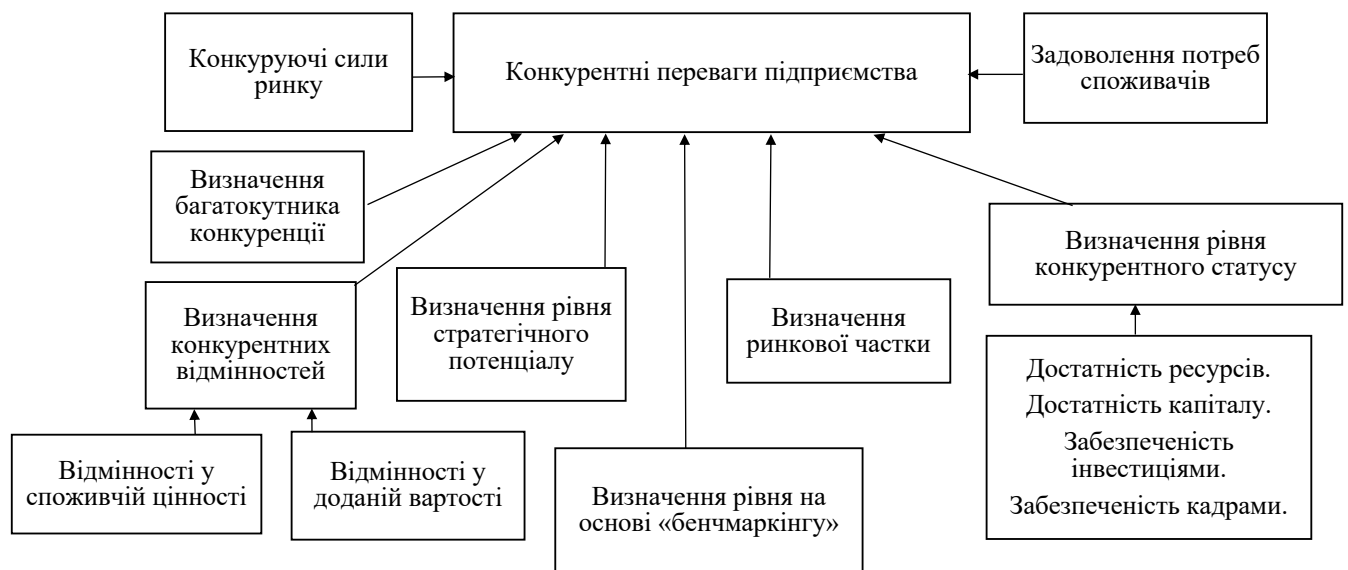 Конкуруючі сили
ринку
Конкурентні переваги підприємства
Задоволення потреб
споживачів
Визначення
багатокутника
конкуренції
Визначення рівня
конкурентного статусу
Визначення
конкурентних
відмінностей
Визначення рівня
стратегічного
потенціалу
Визначення
ринкової частки
Достатність ресурсів.
Достатність капіталу.
Забезпеченість
інвестиціями.
Забезпеченість кадрами.
Відмінності у
споживчій цінності
Відмінності у
доданій вартості
Визначення рівня на
основі «бенчмаркінгу»